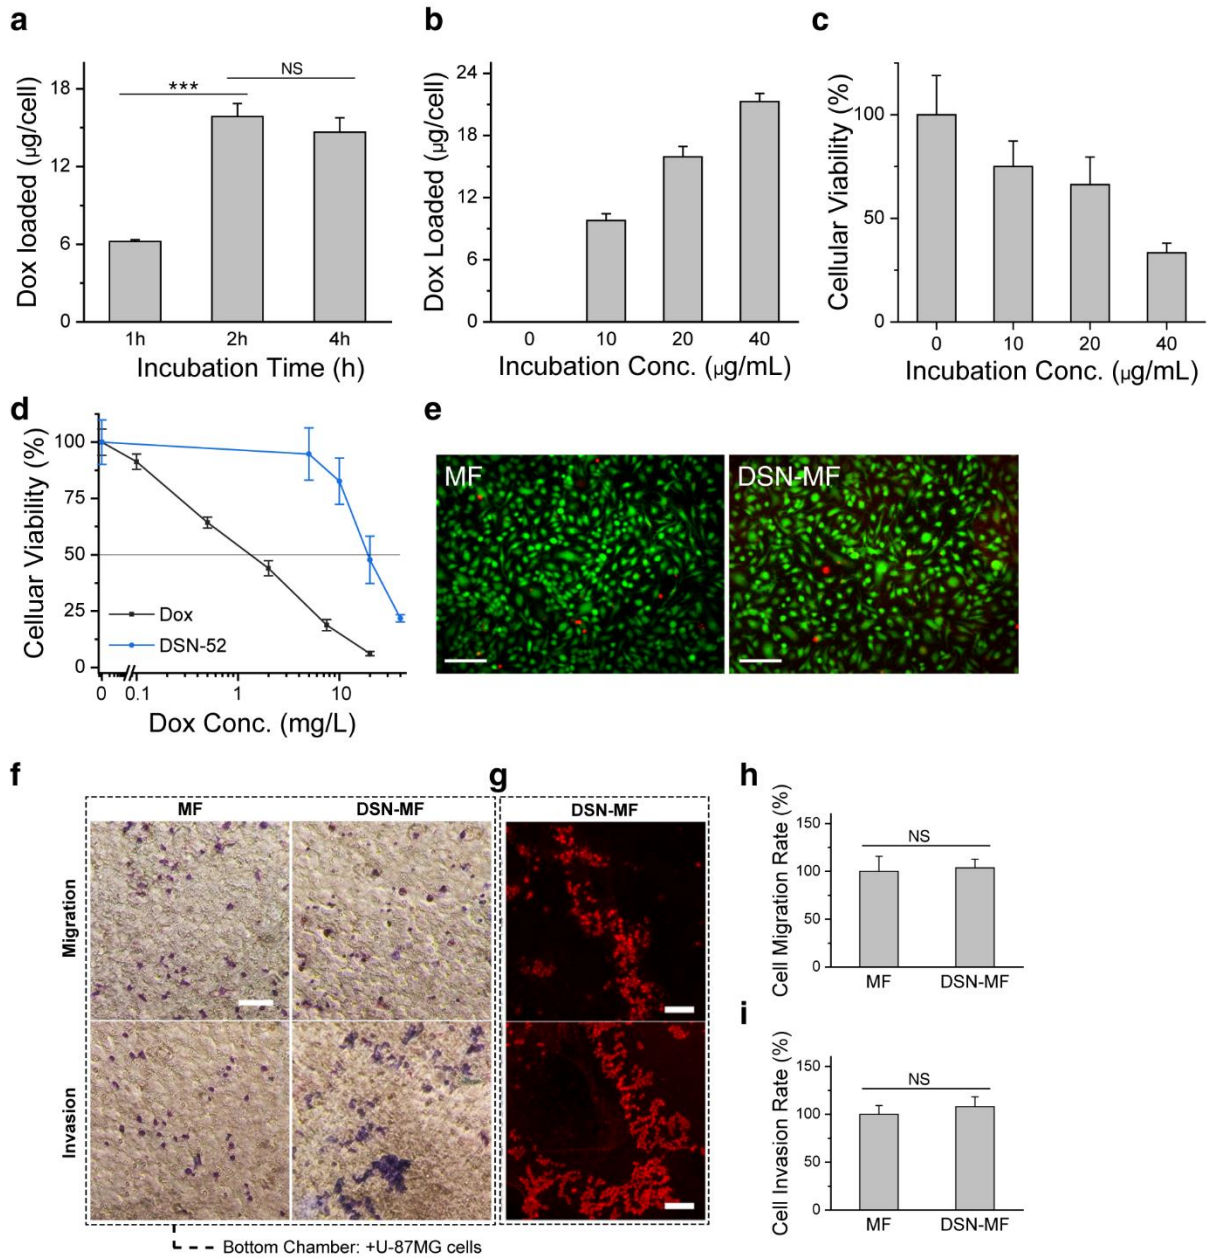 a
Dox loaded (µg/cell)
18
12
6
0
***
NS
1h 2h 4h
Incubation Time (h)
b
Dox Loaded (µg/cell)
24
18
12
6
0
0 10 20 40
Incubation Conc. (µg/mL)
c
Cellular Viability (%)
100
50
0
0 10 20 40
Incubation Conc. (µg/mL)
d
Celluar Viability (%)
100
75
50
25
0
Dox
DSN-52
0 0.1 1 10
Dox Conc. (mg/L)
e
MF
DSN-MF
f
MF DSN-MF
Migration
Invasion
Bottom Chamber: +U-87MG cells
g
DSN-MF
h
Cell Migration Rate (%)
150
100
50
0
NS
MF DSN-MF
i
Cell Invasion Rate (%)
150
100
50
0
NS
MF DSN-MF